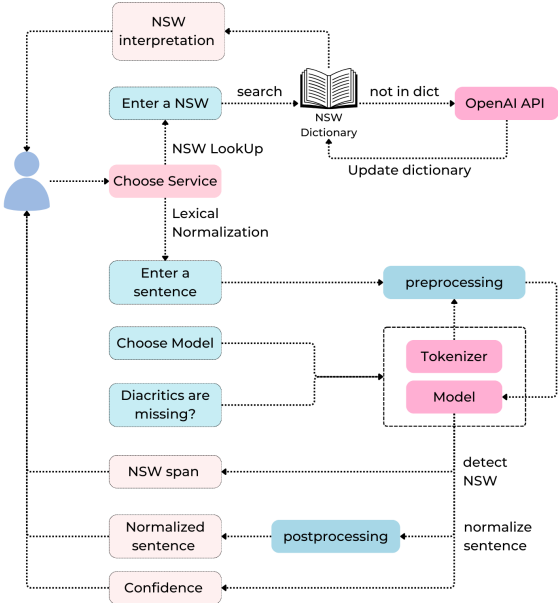 NSW
interpretation
Enter a NSW
search
NSW
Dictionary
not in dict
OpenAI API
NSW LookUp
Update dictionary
Choose Service
Lexical
Normalization
Enter a
sentence
preprocessing
Choose Model
Tokenizer
Diacritics are
missing?
Model
detect
NSW
NSW span
Normalized
sentence
postprocessing
normalize
sentence
Confidence